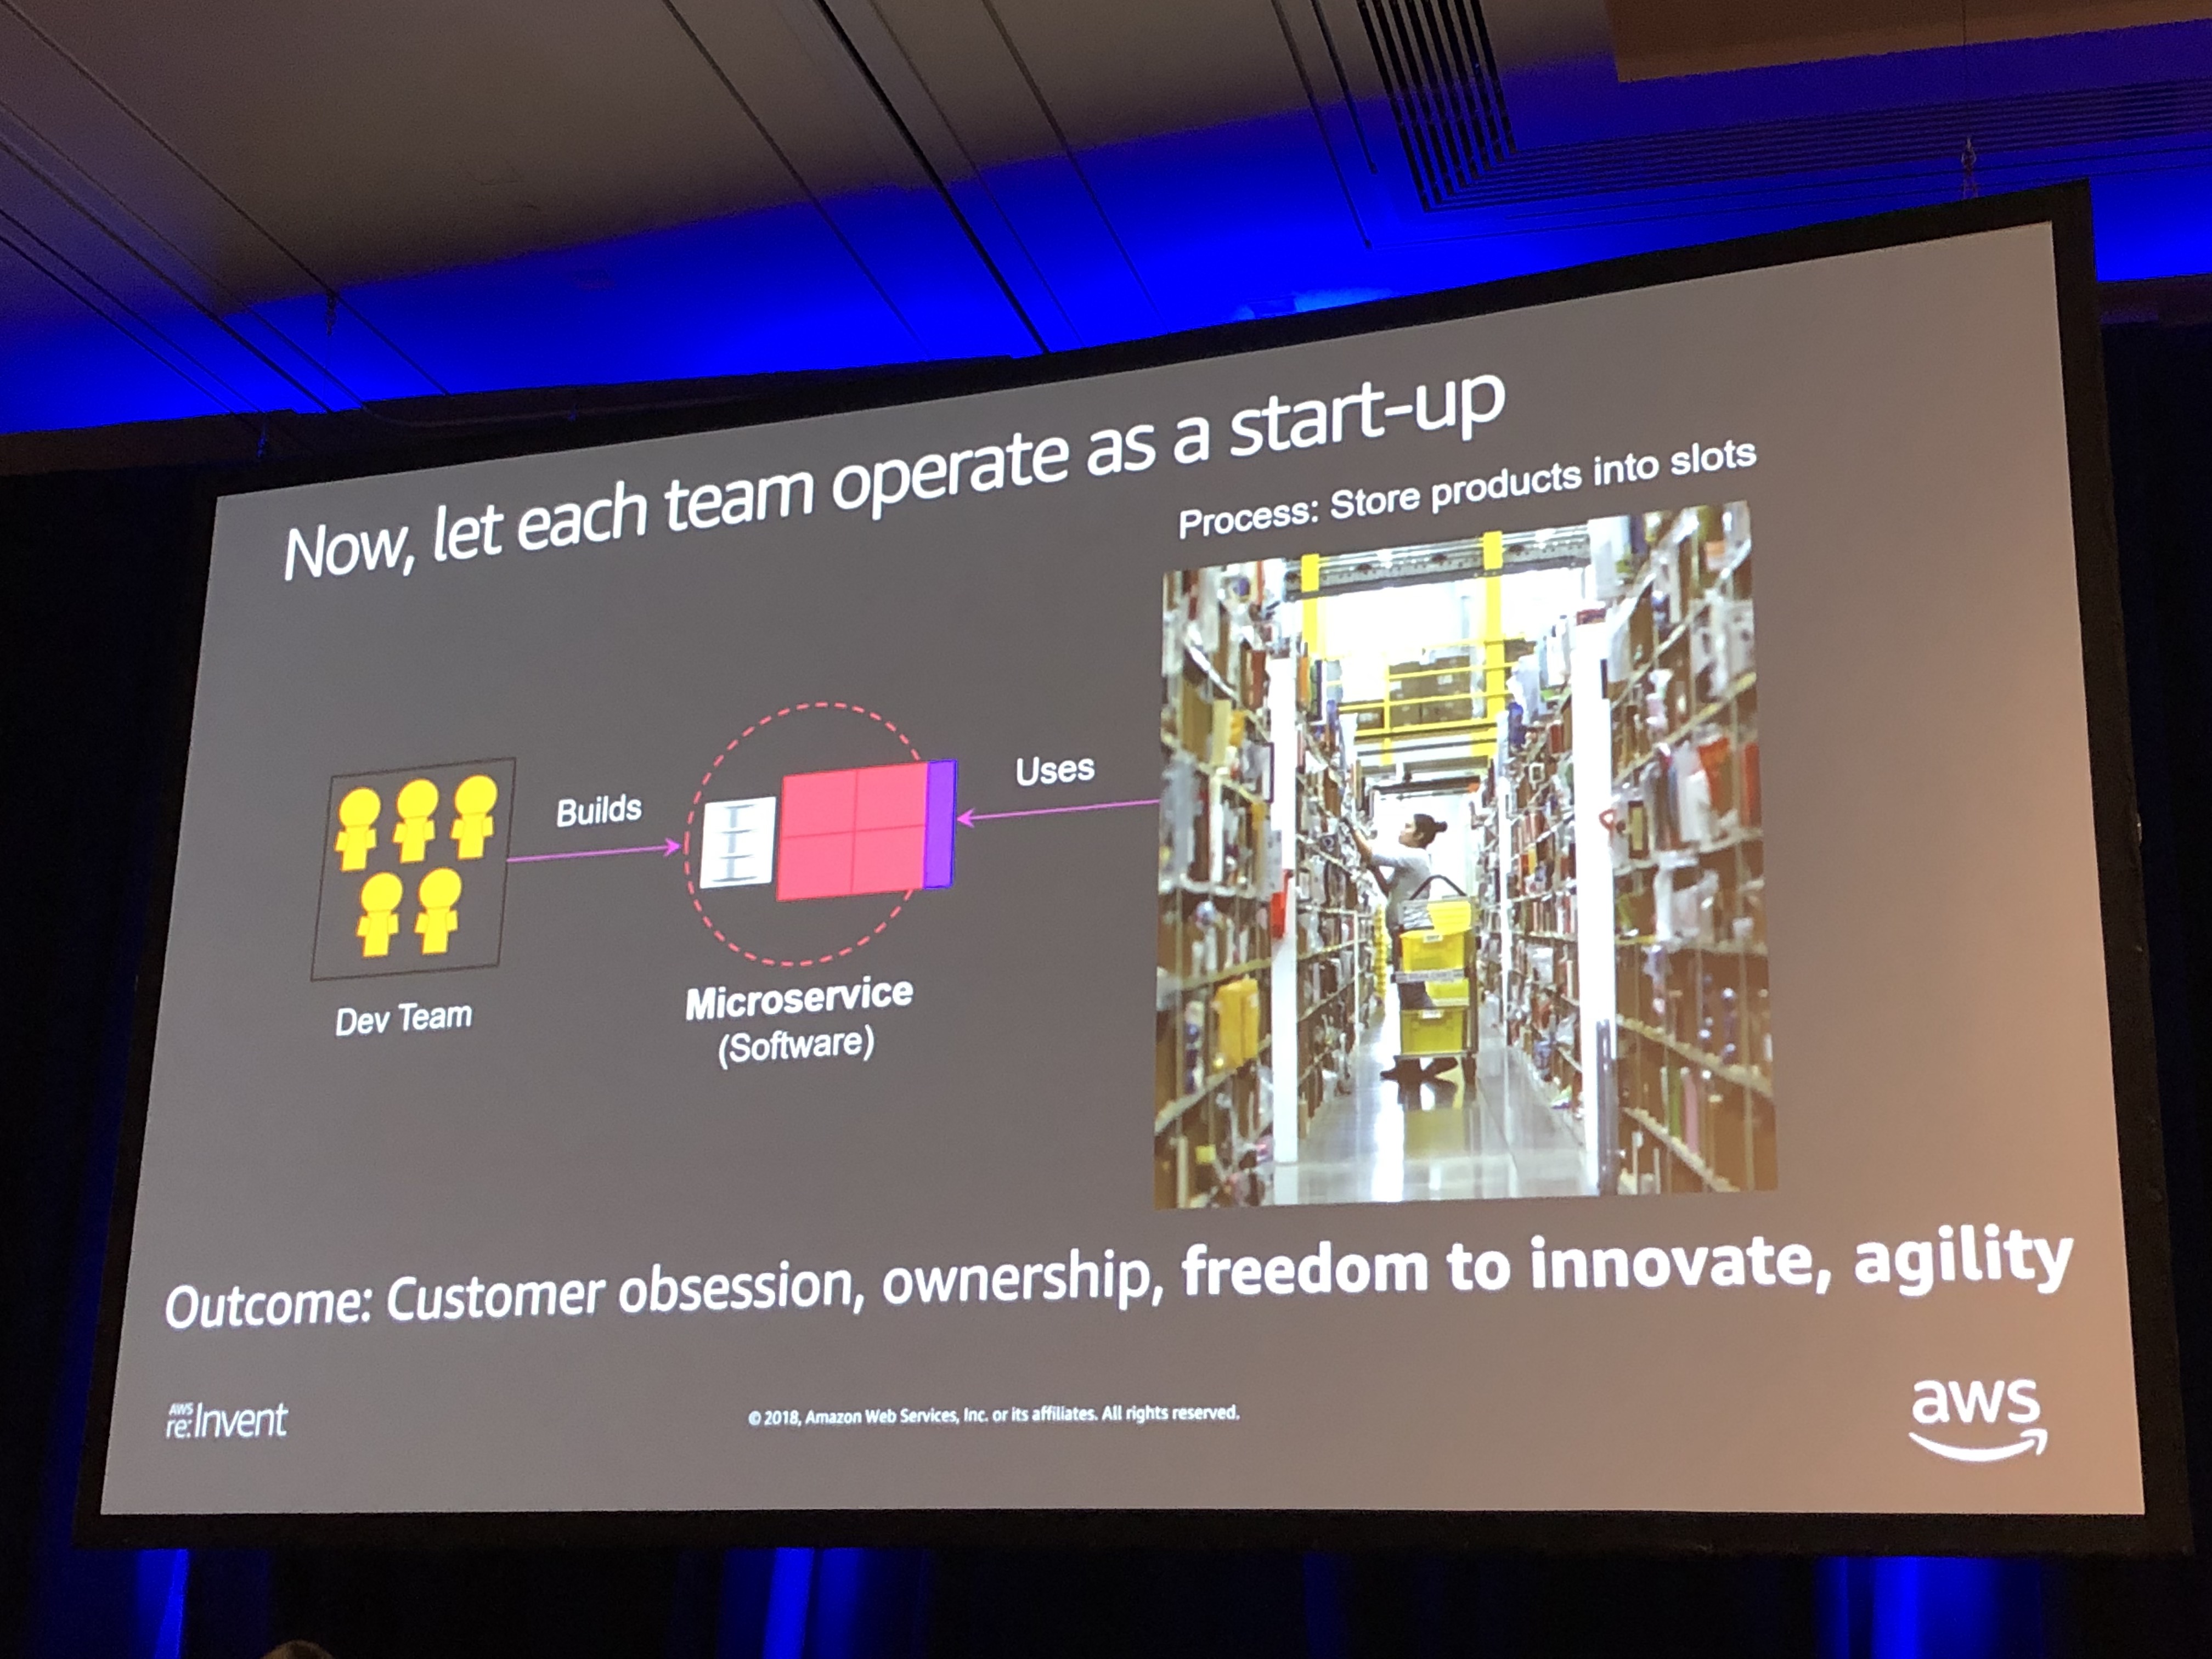 Now, let each team operate as a start-up
Process: Store products into slots
Builds
Uses
Dev Team
Microservice
(Software)
Outcome: Customer obsession, ownership, freedom to innovate, agility
AWS
re:Invent
© 2018, Amazon Web Services, Inc. or its affiliates. All rights reserved.
aws